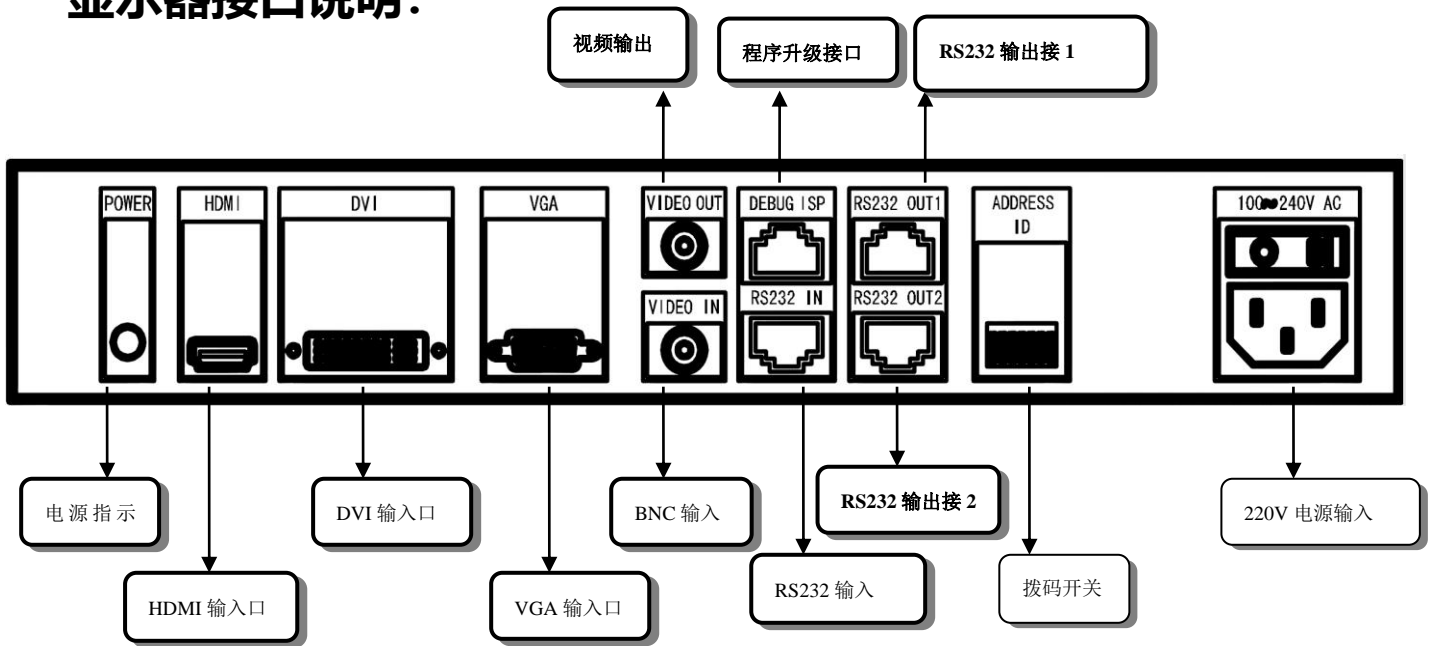 显示器接口说明：
视频输出
程序升级接口
RS232 输出接 1
POWER
HDMI
DVI
VGA
VIDEO OUT
DEBUG ISP
RS232 OUT1
ADDRESS
ID
100~240V AC
VIDEO IN
RS232 IN
RS232 OUT2
电 源 指 示
DVI 输入口
BNC 输入
RS232 输出接 2
220V 电源输入
HDMI 输入口
VGA 输入口
RS232 输入
拨码开关